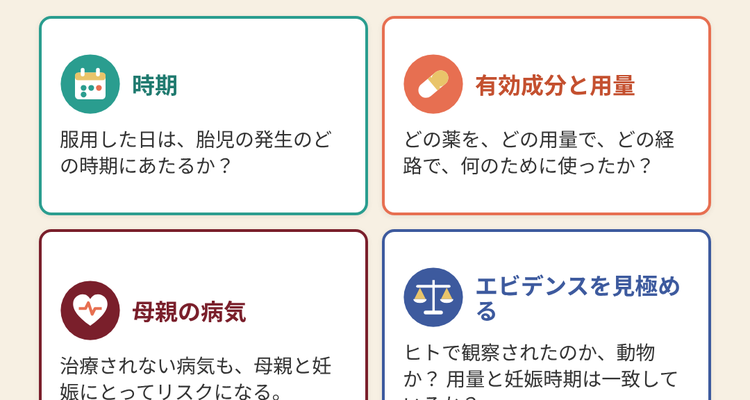 時期
服用した日は、胎児の発生のど
の時期にあたるか？
有効成分と用量
どの薬を、どの用量で、どの経
路で、何のために使ったか？
母親の病気
治療されない病気も、母親と妊
娠にとってリスクになる。
エビデンスを見極め
る
ヒトで観察されたのか、動物
か？ 用量と妊娠時期は一致して
いるか？